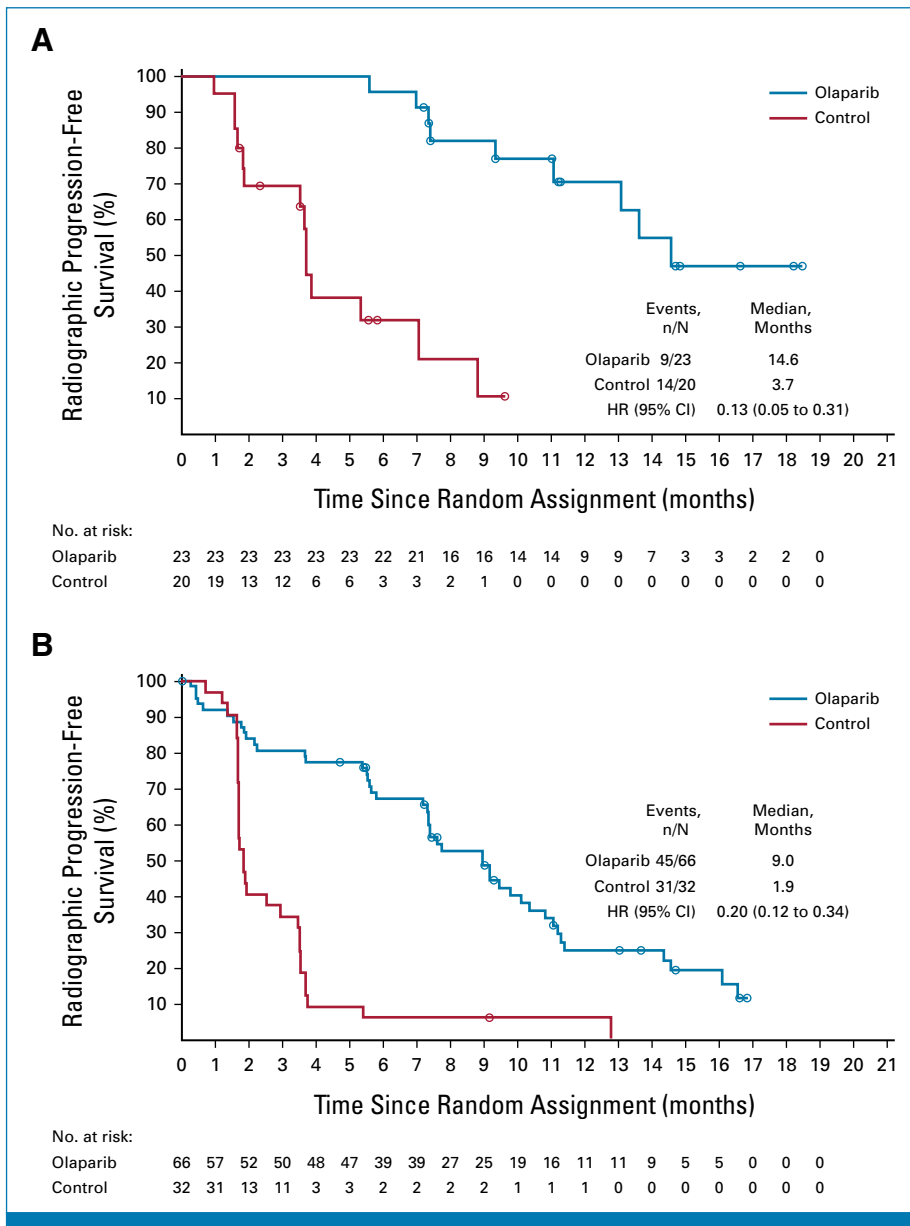 A
Radiographic Progression-Free
Survival (%)
100
90
80
70
60
50
40
30
20
10
Olaparib
Control
Events, Median,
n/N Months
Olaparib 9/23 14.6
Control 14/20 3.7
HR (95% CI) 0.13 (0.05 to 0.31)
0 1 2 3 4 5 6 7 8 9 10 11 12 13 14 15 16 17 18 19 20 21
Time Since Random Assignment (months)
No. at risk:
Olaparib 23 23 23 23 23 23 22 21 16 16 14 14 9 9 7 3 3 2 2 0
Control 20 19 13 12 6 6 3 3 2 1 0 0 0 0 0 0 0 0 0 0
B
Radiographic Progression-Free
Survival (%)
100
90
80
70
60
50
40
30
20
10
Olaparib
Control
Events, Median,
n/N Months
Olaparib 45/66 9.0
Control 31/32 1.9
HR (95% CI) 0.20 (0.12 to 0.34)
0 1 2 3 4 5 6 7 8 9 10 11 12 13 14 15 16 17 18 19 20 21
Time Since Random Assignment (months)
No. at risk:
Olaparib 66 57 52 50 48 47 39 39 27 25 19 16 11 11 9 5 5 0 0 0
Control 32 31 13 11 3 3 2 2 2 2 1 1 1 0 0 0 0 0 0 0